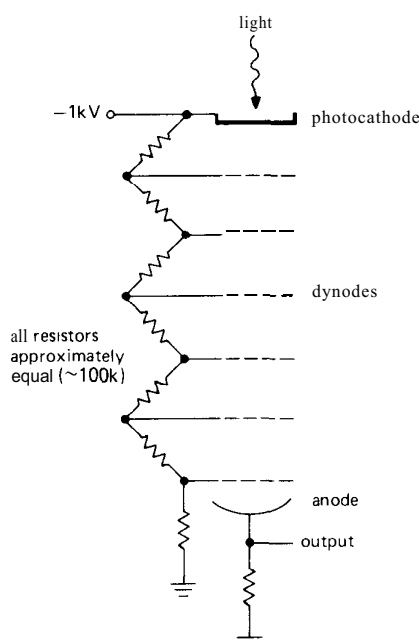 light
−1kV
photocathode
dynodes
all resistors
approximately
equal (~100k)
anode
output